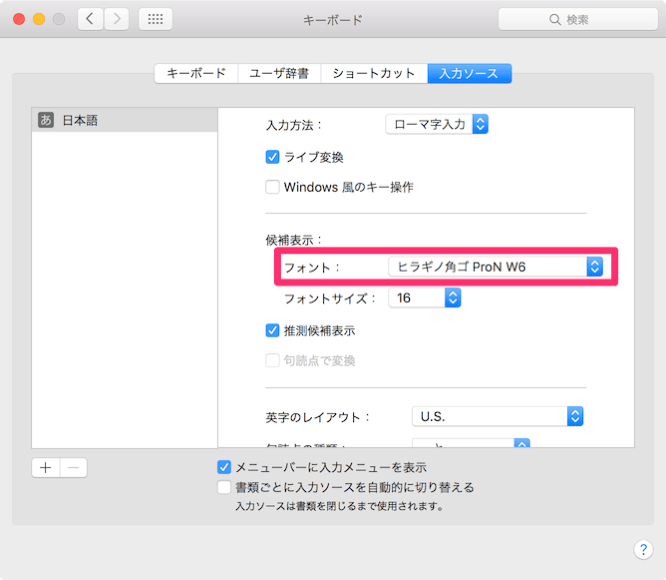 キーボード
検索
キーボード
ユーザ辞書
ショートカット
入力ソース
あ 日本語
入力方法： ローマ字入力
ライブ変換
Windows 風のキー操作
候補表示：
フォント： ヒラギノ角ゴ ProN W6
フォントサイズ： 16
推測候補表示
句読点で変換
英字のレイアウト： U.S.
メニューバーに入力メニューを表示
書類ごとに入力ソースを自動的に切り替える
入力ソースは書類を閉じるまで使用されます。
?